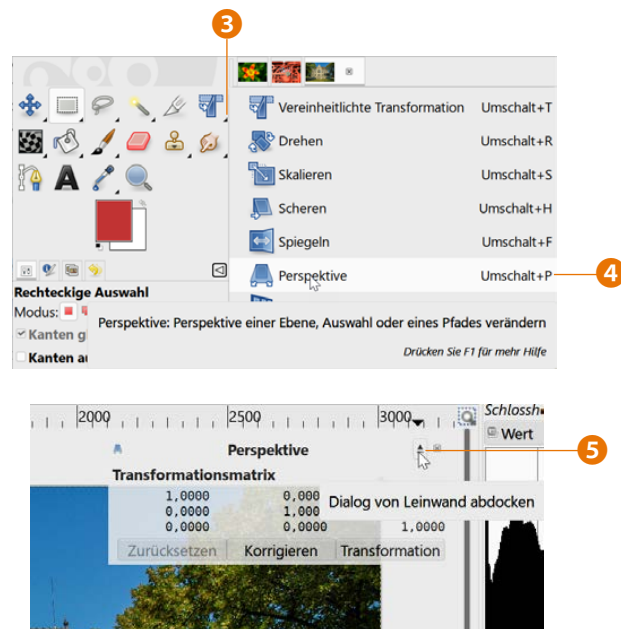 3
Vereinheitlichte Transformation Umschalt+T
Drehen Umschalt+R
Skalieren Umschalt+S
Scheren Umschalt+H
Spiegeln Umschalt+F
Perspektive Umschalt+P
4
Rechteckige Auswahl
Modus:
Kanten g
Kanten au
Perspektive: Perspektive einer Ebene, Auswahl oder eines Pfades verändern
Drücken Sie F1 für mehr Hilfe
2000 2500 3000
Schlossh
Wert
Perspektive
5
Transformationsmatrix
1,0000 0,000
Dialog von Leinwand abdocken
0,0000 1,000
0,0000 0,0000 1,0000
Zurücksetzen Korrigieren Transformation